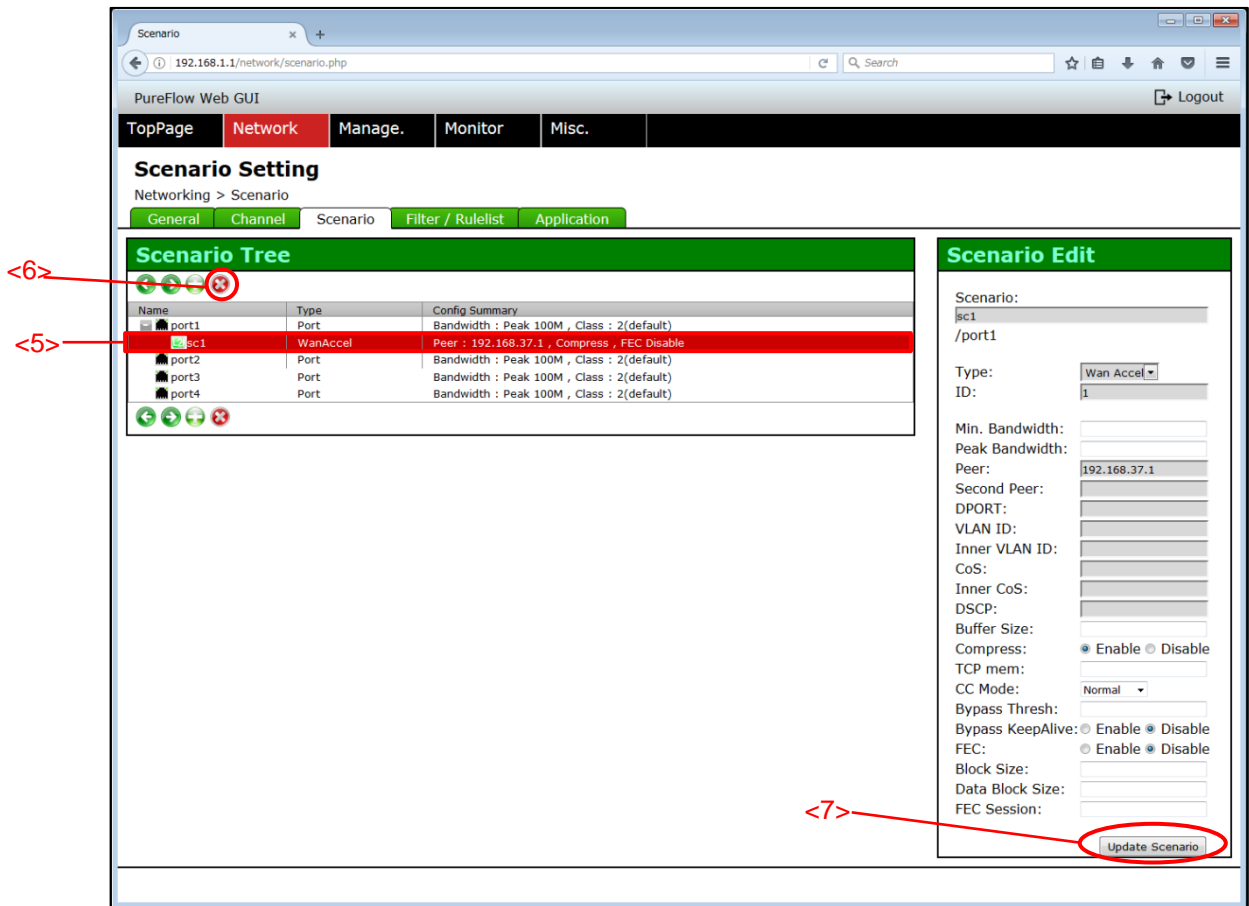 Scenario
192.168.1.1/network/scenario.php
Search
PureFlow Web GUI
Logout
TopPage Network Manage. Monitor Misc.
Scenario Setting
Networking > Scenario
General Channel Scenario Filter / Rulelist Application
Scenario Tree
<6>
Name Type Config Summary
port1 Port Bandwidth : Peak 100M , Class : 2(default)
<5>
sc1 WanAccel Peer : 192.168.37.1 , Compress , FEC Disable
port2 Port Bandwidth : Peak 100M , Class : 2(default)
port3 Port Bandwidth : Peak 100M , Class : 2(default)
port4 Port Bandwidth : Peak 100M , Class : 2(default)
Scenario Edit
Scenario:
sc1
/port1
Type: Wan Accel
ID: 1
Min. Bandwidth:
Peak Bandwidth:
Peer: 192.168.37.1
Second Peer:
DPORT:
VLAN ID:
Inner VLAN ID:
CoS:
Inner CoS:
DSCP:
Buffer Size:
Compress: Enable Disable
TCP mem:
CC Mode: Normal
Bypass Thresh:
Bypass KeepAlive: Enable Disable
FEC: Enable Disable
Block Size:
Data Block Size:
FEC Session:
<7>
Update Scenario